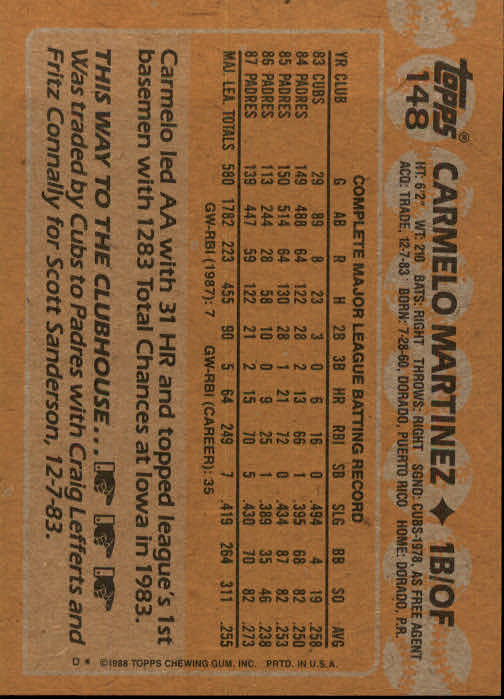 topps
148
CARMELO MARTINEZ ♦ 1B/OF
HT: 6'2" WT: 210 BATS: RIGHT THROWS: RIGHT SGND: CUBS-1978, AS FREE AGENT
ACQ: TRADE, 12-7-83 BORN: 7-28-60, DORADO, PUERTO RICO HOME: DORADO, P.R.
COMPLETE MAJOR LEAGUE BATTING RECORD
YR CLUB G AB R H 2B 3B HR RBI SB SLG BB SO AVG
83 CUBS 29 89 8 23 3 0 6 16 0 .494 4 19 .258
84 PADRES 149 488 64 122 28 2 13 66 1 .395 68 82 .250
85 PADRES 150 514 64 130 28 1 21 72 0 .434 87 82 .253
86 PADRES 113 244 28 58 10 0 9 25 1 .389 35 46 .238
87 PADRES 139 447 59 122 21 2 15 70 5 .430 70 82 .273
MAJ. LEA. TOTALS 580 1782 223 455 90 5 64 249 7 .419 264 311 .255
GW-RBI (1987): 7 GW-RBI (CAREER): 35
Carmelo led AA with 31 HR and topped league's 1st
basemen with 1283 Total Chances at Iowa in 1983.
THIS WAY TO THE CLUBHOUSE...
Was traded by Cubs to Padres with Craig Lefferts and
Fritz Connally for Scott Sanderson, 12-7-83.
D * ©1988 TOPPS CHEWING GUM, INC. PRTD. IN U.S.A.